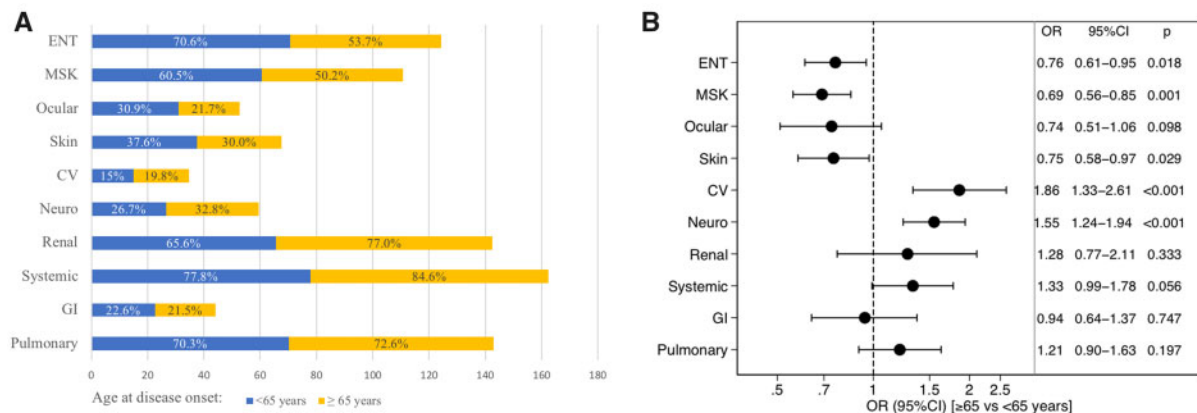 A
ENT 70.6% 53.7%
MSK 60.5% 50.2%
Ocular 30.9% 21.7%
Skin 37.6% 30.0%
CV 15% 19.8%
Neuro 26.7% 32.8%
Renal 65.6% 77.0%
Systemic 77.8% 84.6%
GI 22.6% 21.5%
Pulmonary 70.3% 72.6%
0 20 40 60 80 100 120 140 160 180
Age at disease onset: <65 years ≥ 65 years
B
OR 95%CI p
ENT 0.76 0.61–0.95 0.018
MSK 0.69 0.56–0.85 0.001
Ocular 0.74 0.51–1.06 0.098
Skin 0.75 0.58–0.97 0.029
CV 1.86 1.33–2.61 <0.001
Neuro 1.55 1.24–1.94 <0.001
Renal 1.28 0.77–2.11 0.333
Systemic 1.33 0.99–1.78 0.056
GI 0.94 0.64–1.37 0.747
Pulmonary 1.21 0.90–1.63 0.197
.5 .7 1 1.5 2 2.5
OR (95%CI) [≥65 vs <65 years]